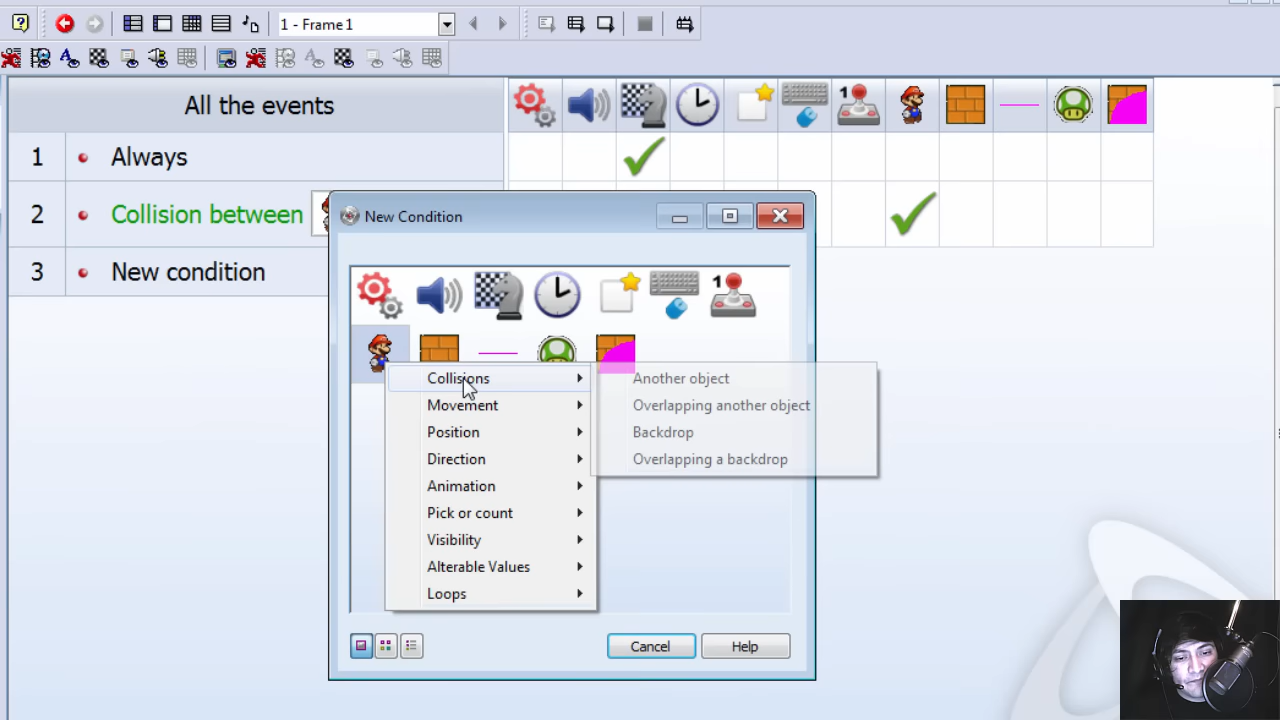 1 - Frame 1
All the events
1
1 Always
2 Collision between
3 New condition
New Condition
1
Collisions
Movement
Position
Direction
Animation
Pick or count
Visibility
Alterable Values
Loops
Another object
Overlapping another object
Backdrop
Overlapping a backdrop
Cancel
Help